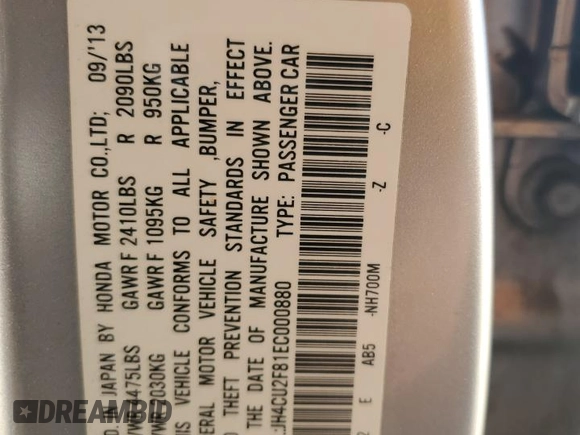 IN JAPAN BY HONDA MOTOR CO.,LTD; 09/'13
4475LBS GAWR F 2410LBS R 2090LBS
2030KG GAWR F 1095KG R 950KG
VEHICLE CONFORMS TO ALL APPLICABLE
MOTOR VEHICLE SAFETY ,BUMPER,
THEFT PREVENTION STANDARDS IN EFFECT
THE DATE OF MANUFACTURE SHOWN ABOVE.
JH4CU2F81EC000880 TYPE: PASSENGER CAR
E AB5 -NH700M -Z -C
DREAMBID